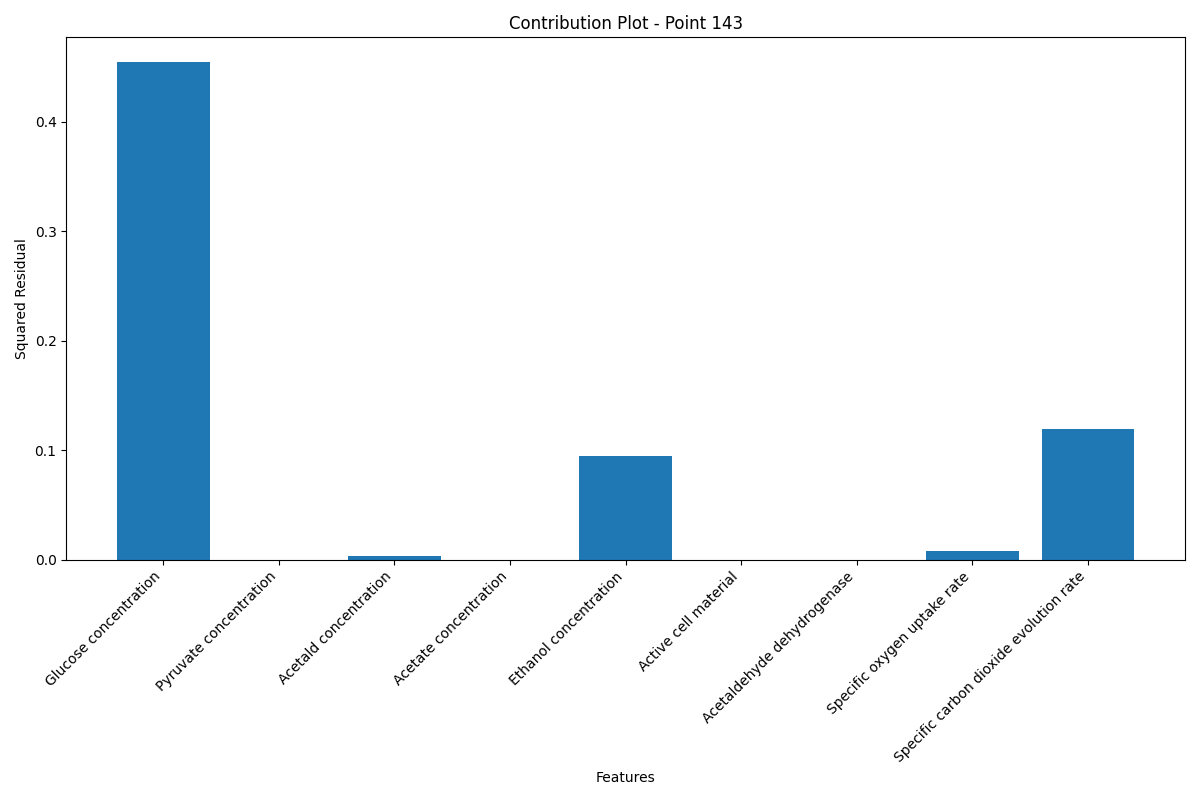 Contribution Plot - Point 143
Squared Residual
0.4
0.3
0.2
0.1
0.0
Glucose concentration
Pyruvate concentration
Acetald concentration
Acetate concentration
Ethanol concentration
Active cell material
Acetaldehyde dehydrogenase
Specific oxygen uptake rate
Specific carbon dioxide evolution rate
Features